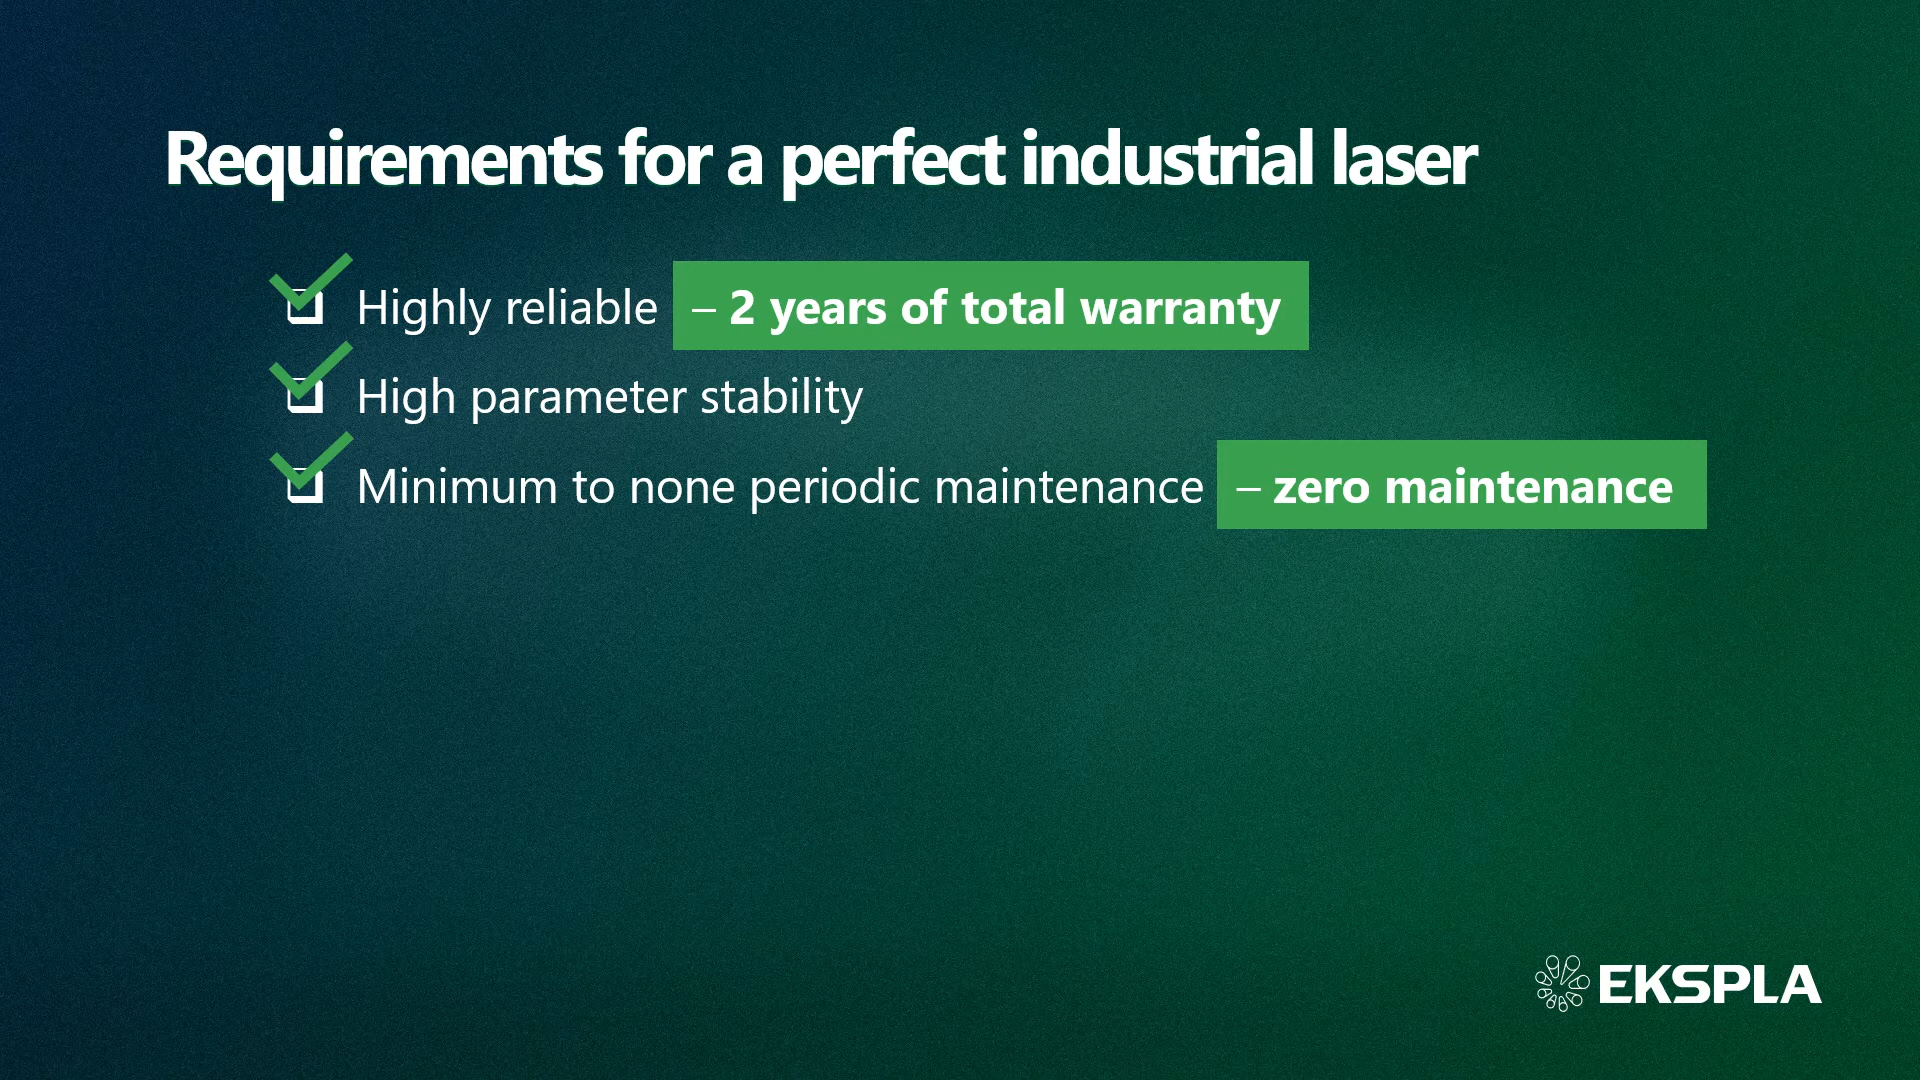 Requirements for a perfect industrial laser
Highly reliable – 2 years of total warranty
High parameter stability
Minimum to none periodic maintenance – zero maintenance
EKSPLA